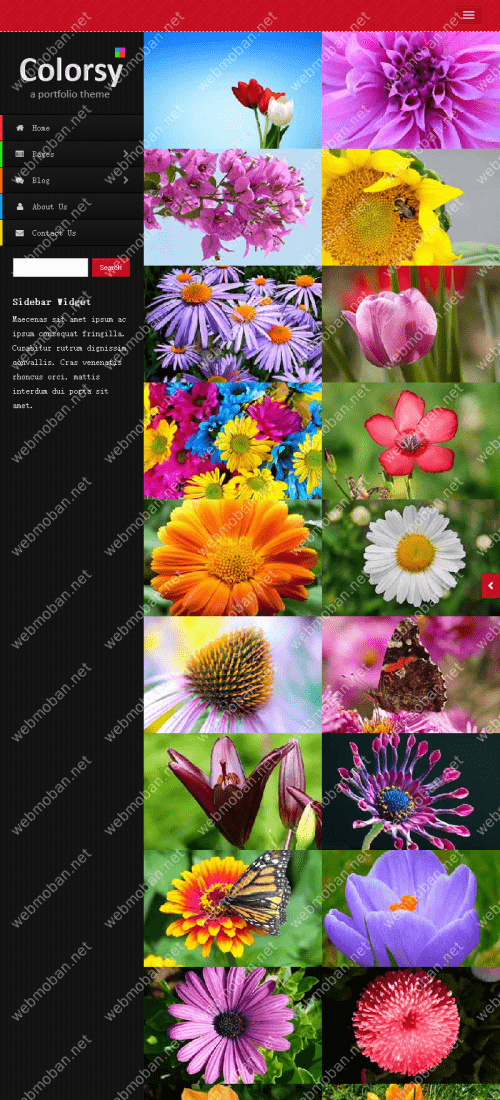 Colorsy
a portfolio theme
Home
Pages
Blog
About Us
Contact Us
Search
Sidebar Widget
Maecenas sit amet ipsum ac
ipsum consequat fringilla.
Curabitur rutrum dignissim
convallis. Cras venenatis
rhoncus orci, mattis
interdum dui porta sit
amet.
webmoban.net